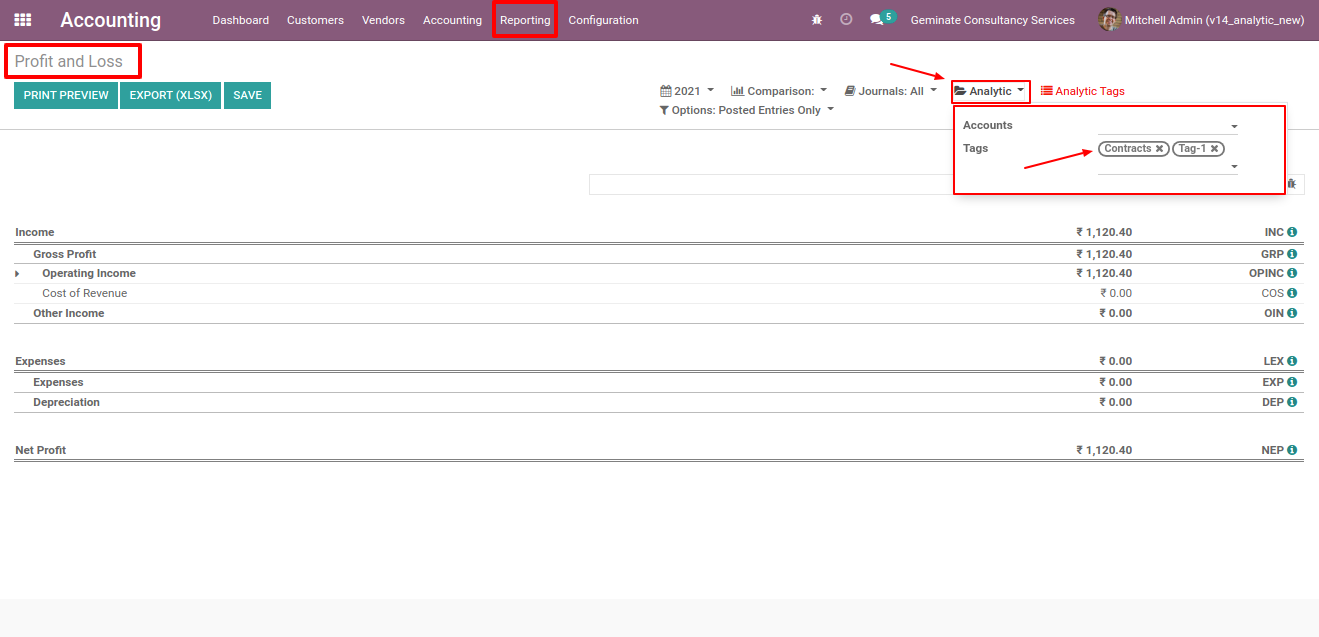 Accounting Dashboard Customers Vendors Accounting Reporting Configuration 5 Geminate Consultancy Services Mitchell Admin (v14_analytic_new)
Profit and Loss
PRINT PREVIEW EXPORT (XLSX) SAVE 2021 Comparison: Journals: All Analytic Analytic Tags
Options: Posted Entries Only
Accounts
Tags Contracts Tag-1
Income ₹ 1,120.40 INC
Gross Profit ₹ 1,120.40 GRP
Operating Income ₹ 1,120.40 OPINC
Cost of Revenue ₹ 0.00 COS
Other Income ₹ 0.00 OIN
Expenses ₹ 0.00 LEX
Expenses ₹ 0.00 EXP
Depreciation ₹ 0.00 DEP
Net Profit ₹ 1,120.40 NEP